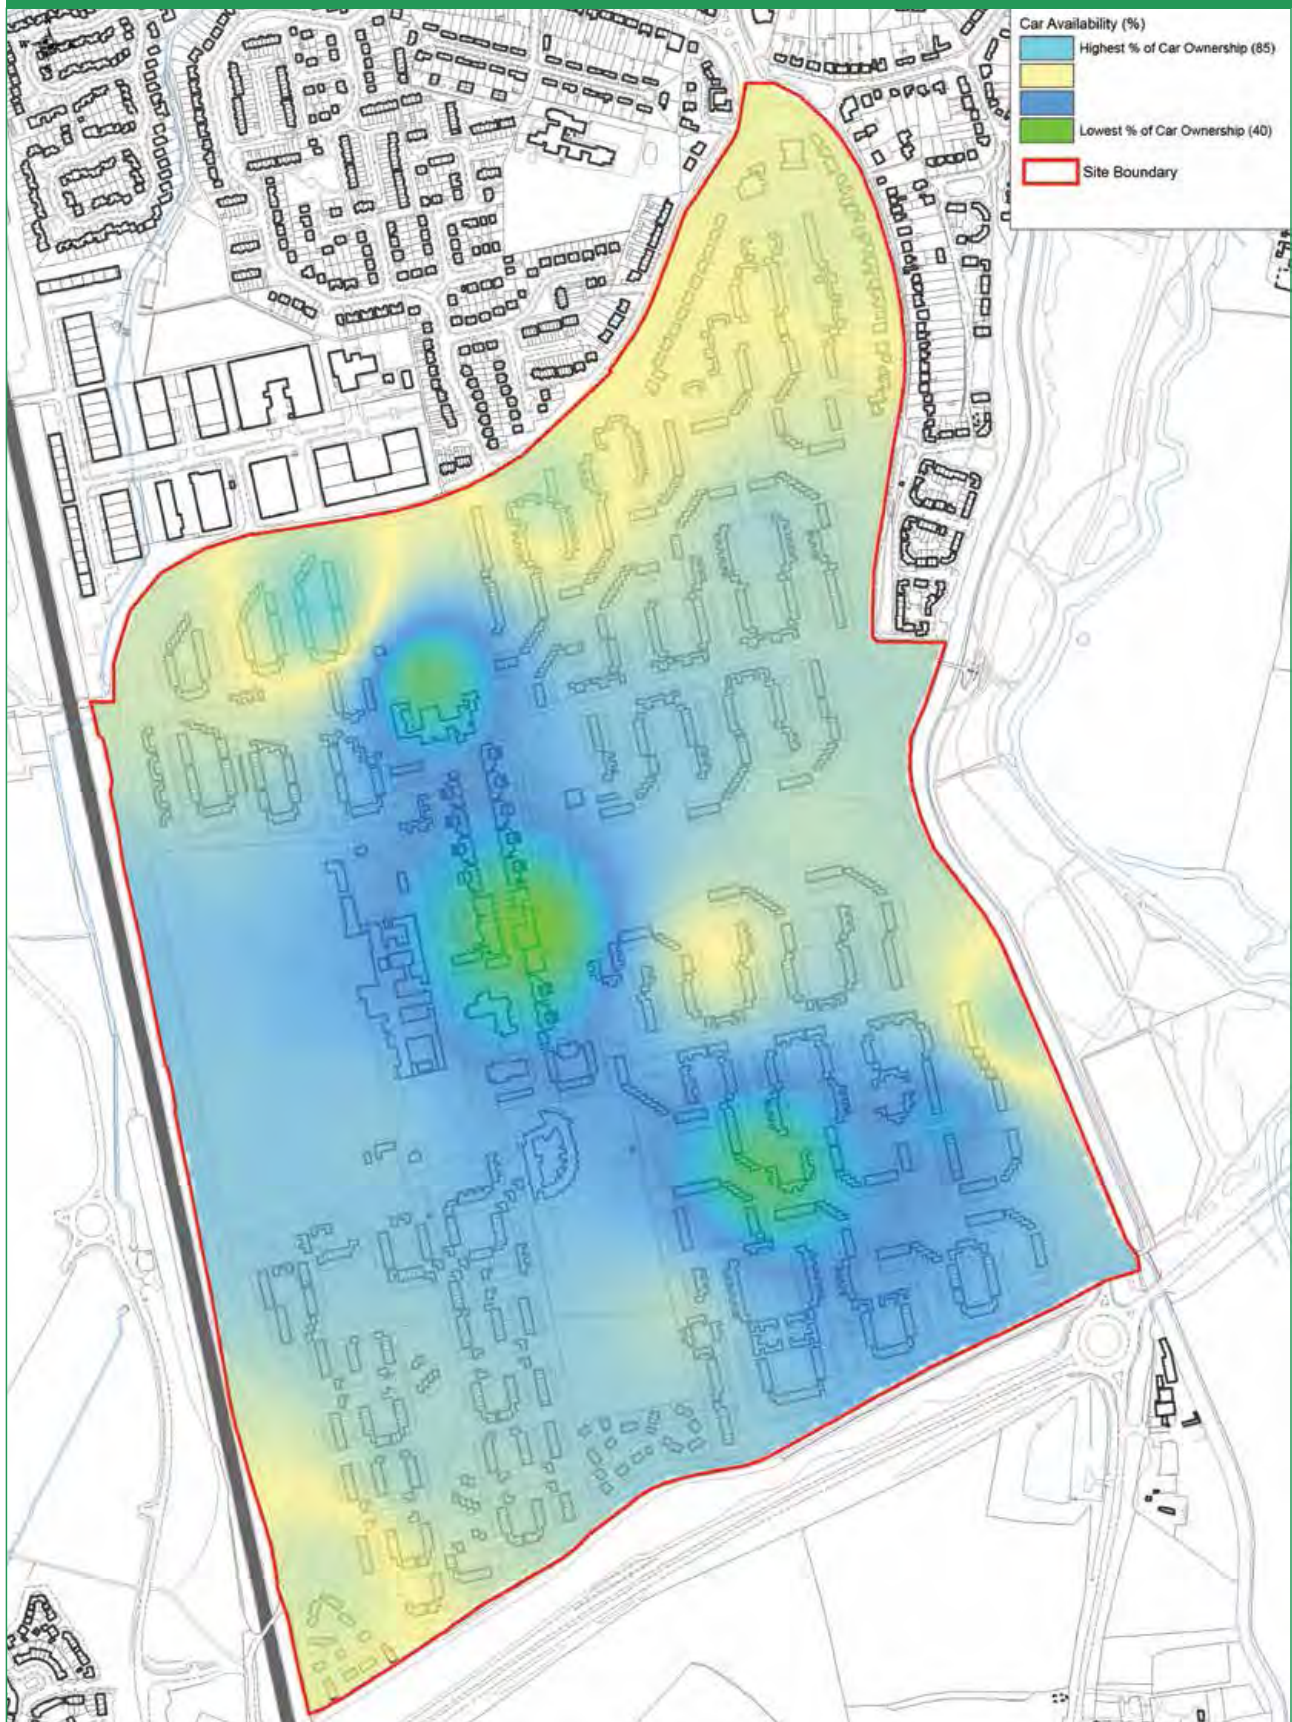 Car Availability (%)
Highest % of Car Ownership (85)
Lowest % of Car Ownership (40)
Site Boundary